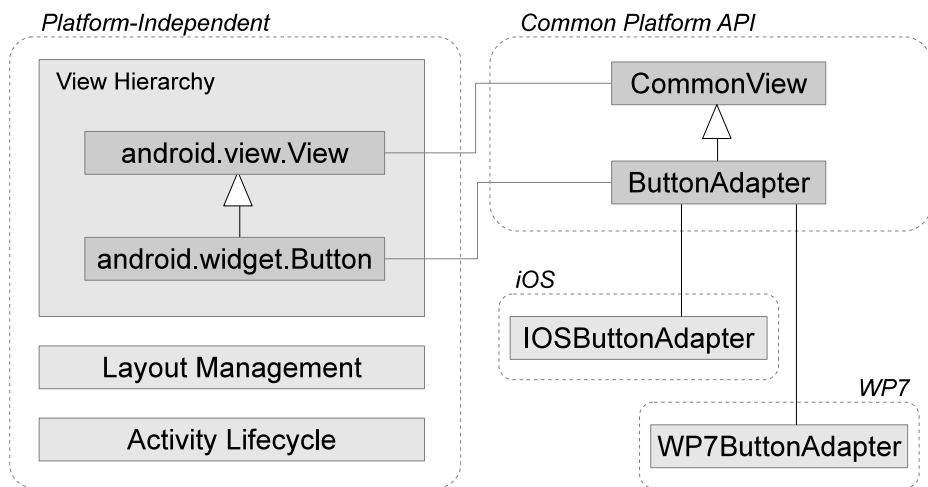 Platform-Independent
View Hierarchy
android.view.View
android.widget.Button
Layout Management
Activity Lifecycle
Common Platform API
CommonView
ButtonAdapter
iOS
IOSButtonAdapter
WP7
WP7ButtonAdapter